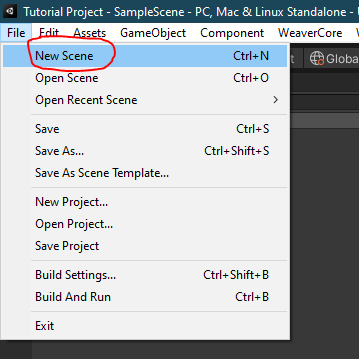 Tutorial Project - SampleScene - PC, Mac & Linux Standalone -
File Edit Assets GameObject Component WeaverCore
New Scene Ctrl+N
Open Scene Ctrl+O
Open Recent Scene
Save Ctrl+S
Save As... Ctrl+Shift+S
Save As Scene Template...
New Project...
Open Project...
Save Project
Build Settings... Ctrl+Shift+B
Build And Run Ctrl+B
Exit
Global